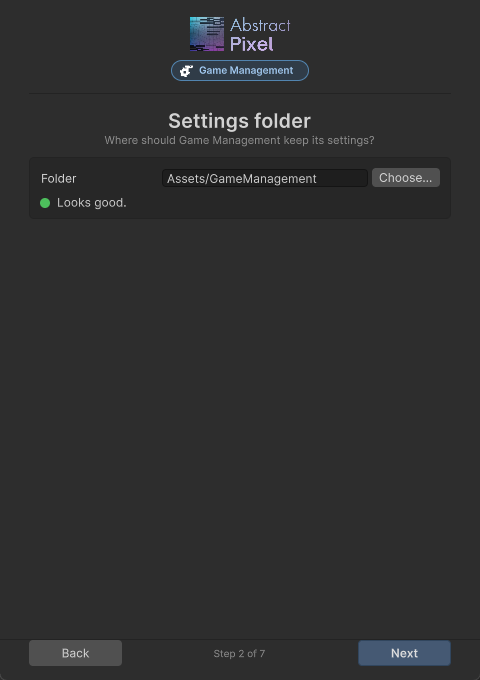 Abstract
Pixel
Game Management
Settings folder
Where should Game Management keep its settings?
Folder
Assets/GameManagement
Choose...
Looks good.
Back
Step 2 of 7
Next